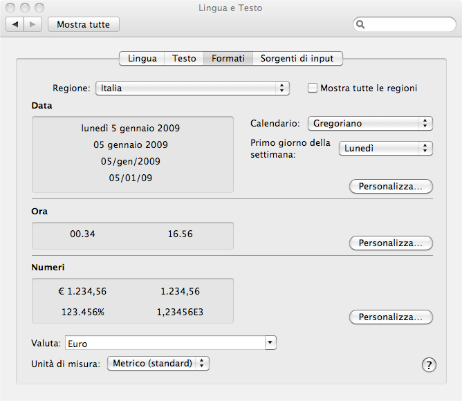 Lingua e Testo
Mostra tutte
Lingua Testo Formati Sorgenti di input
Regione: Italia Mostra tutte le regioni
Data
lunedì 5 gennaio 2009
05 gennaio 2009
05/gen/2009
05/01/09
Calendario: Gregoriano
Primo giorno della
settimana: Lunedì
Personalizza...
Ora
00.34 16.56
Personalizza...
Numeri
€ 1.234,56 1.234,56
123.456% 1,23456E3
Personalizza...
Valuta: Euro
Unità di misura: Metrico (standard) ?